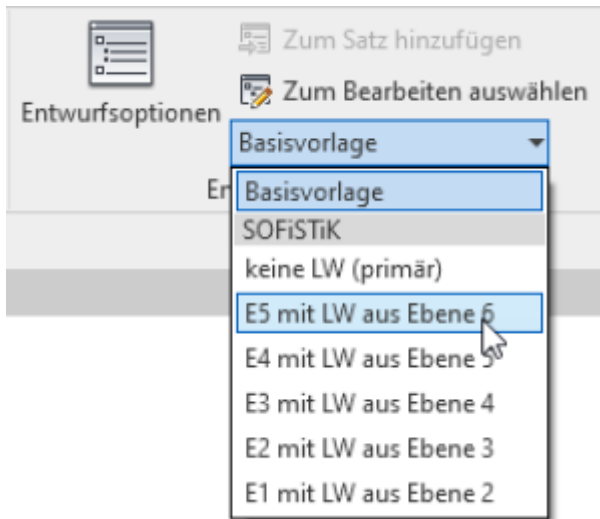 Zum Satz hinzufügen
Zum Bearbeiten auswählen
Entwurfsoptionen
Basisvorlage
Er
Basisvorlage
SOFiSTiK
keine LW (primär)
E5 mit LW aus Ebene 6
E4 mit LW aus Ebene 5
E3 mit LW aus Ebene 4
E2 mit LW aus Ebene 3
E1 mit LW aus Ebene 2